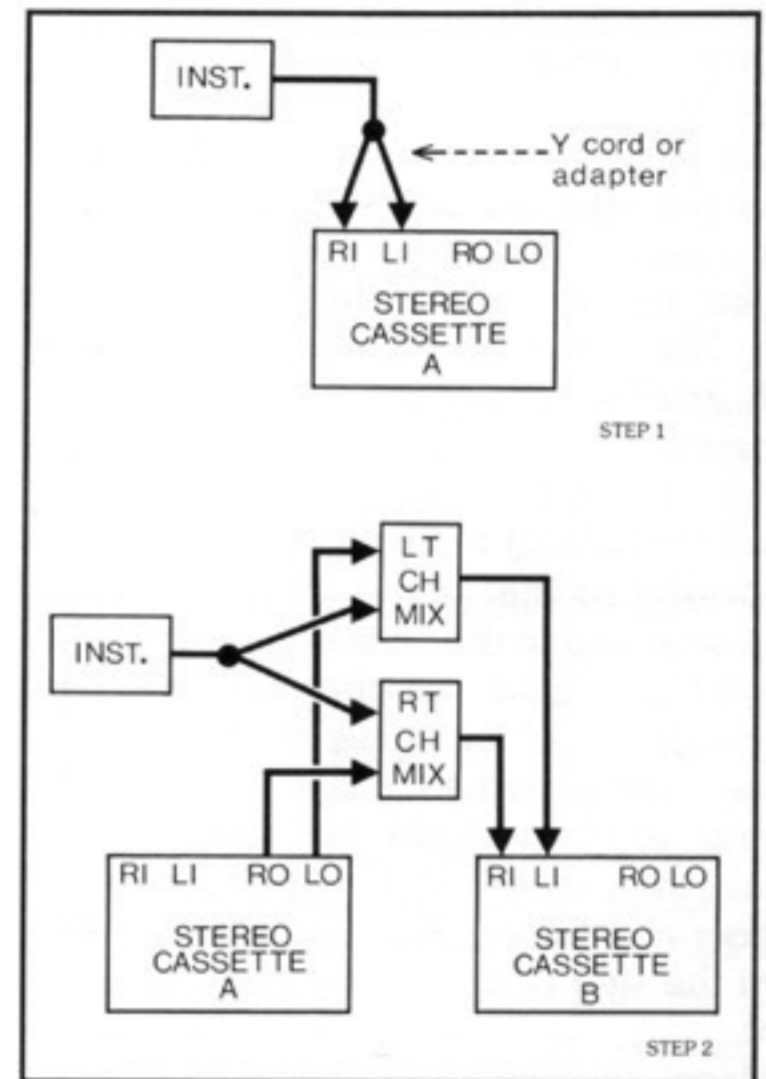 INST.
Y cord or
adapter
RI LI RO LO
STEREO
CASSETTE
A
STEP 1
LT
CH
MIX
INST.
RT
CH
MIX
RI LI RO LO
STEREO
CASSETTE
A
RI LI RO LO
STEREO
CASSETTE
B
STEP 2